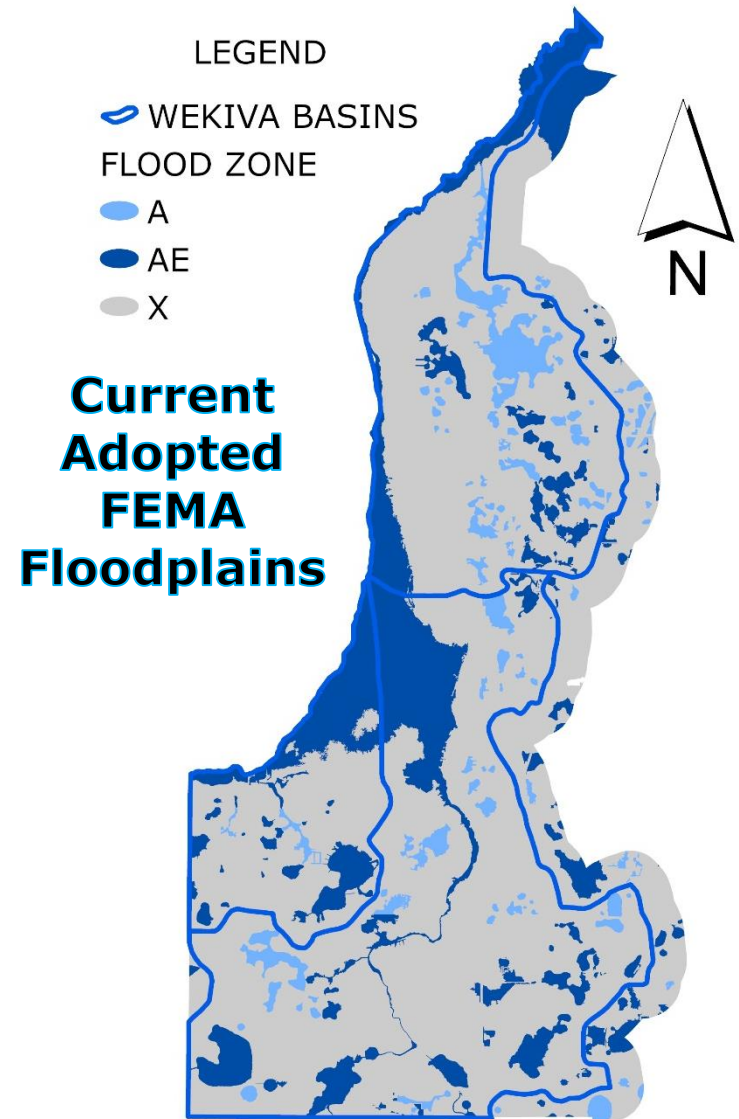 LEGEND
WEKIVA BASINS
FLOOD ZONE
A
AE
X
N
Current
Adopted
FEMA
Floodplains